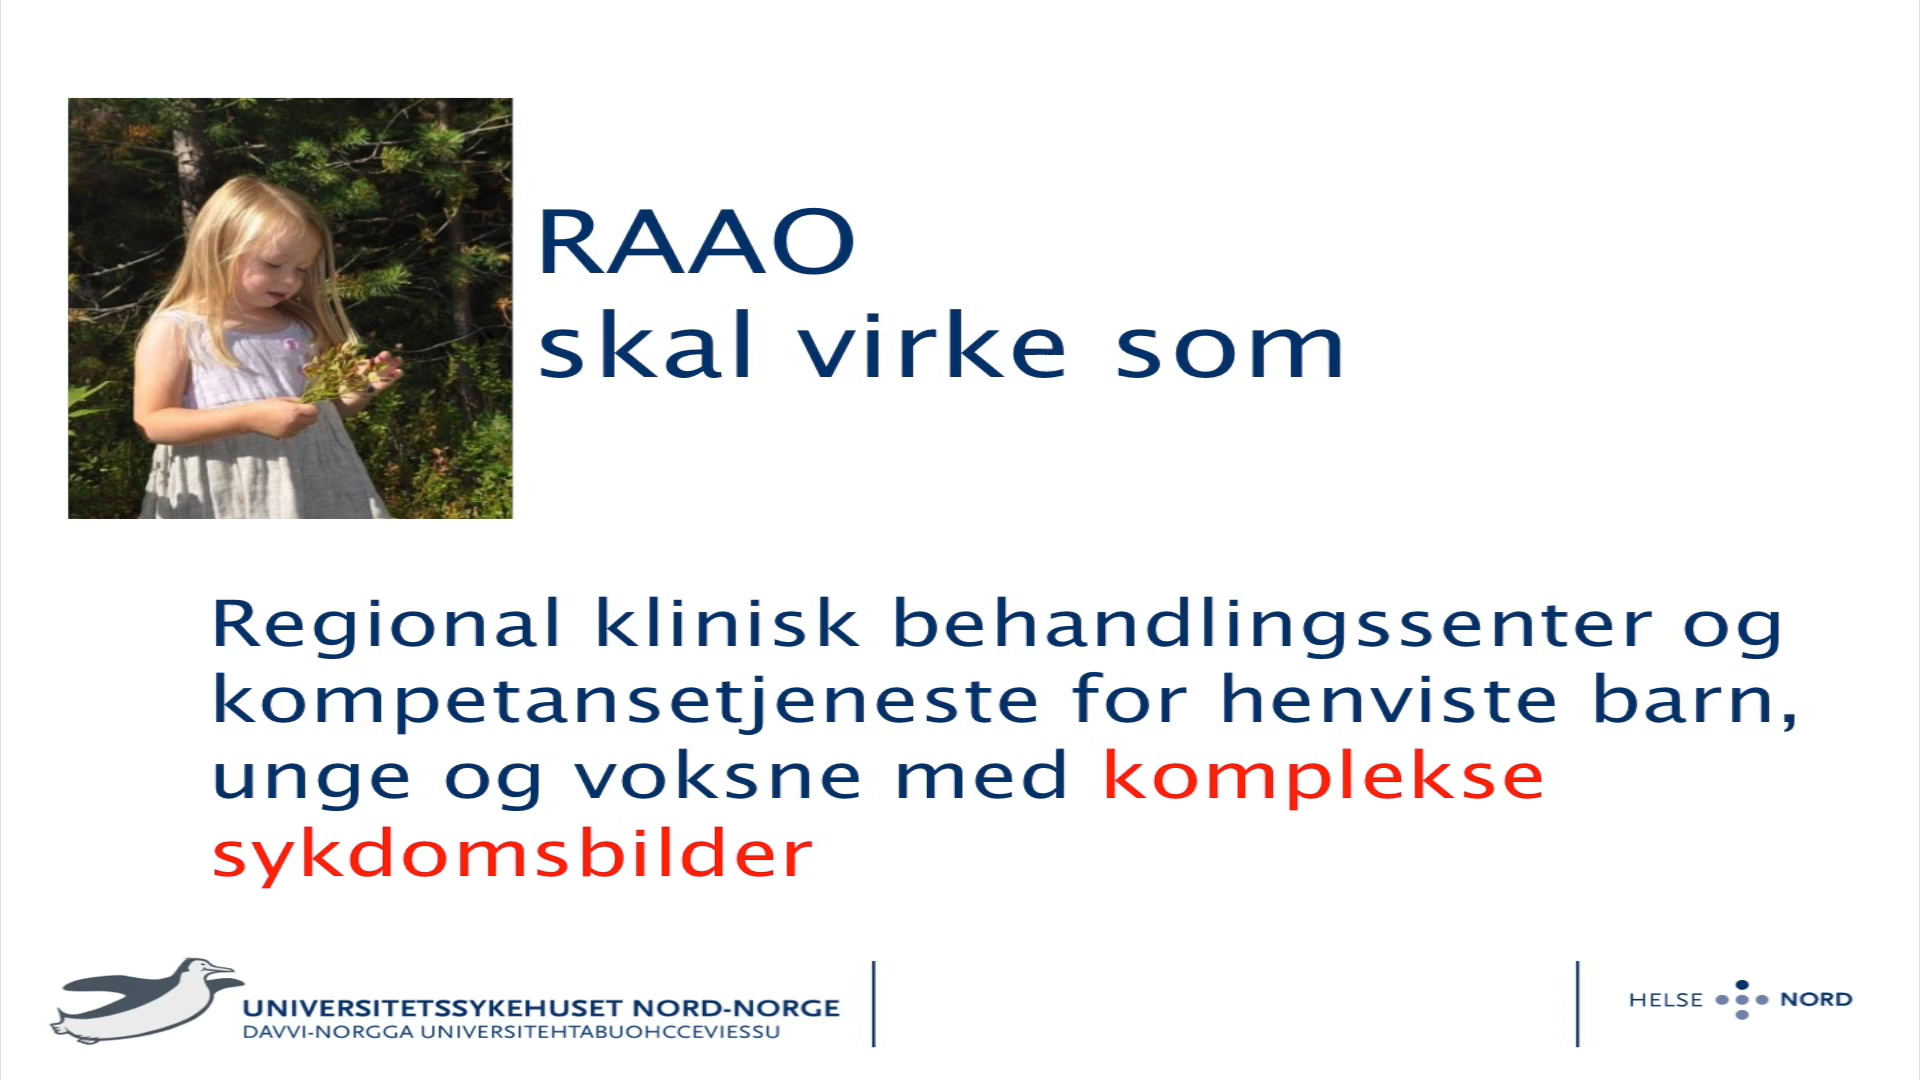 RAAO
skal virke som
Regional klinisk behandlingssenter og
kompetansetjeneste for henviste barn,
unge og voksne med komplekse
sykdomsbilder
UNIVERSITETSSYKEHUSET NORD-NORGE
DAVVI-NORGGA UNIVERSITEHTABUOHCCEVIESSU
HELSE NORD